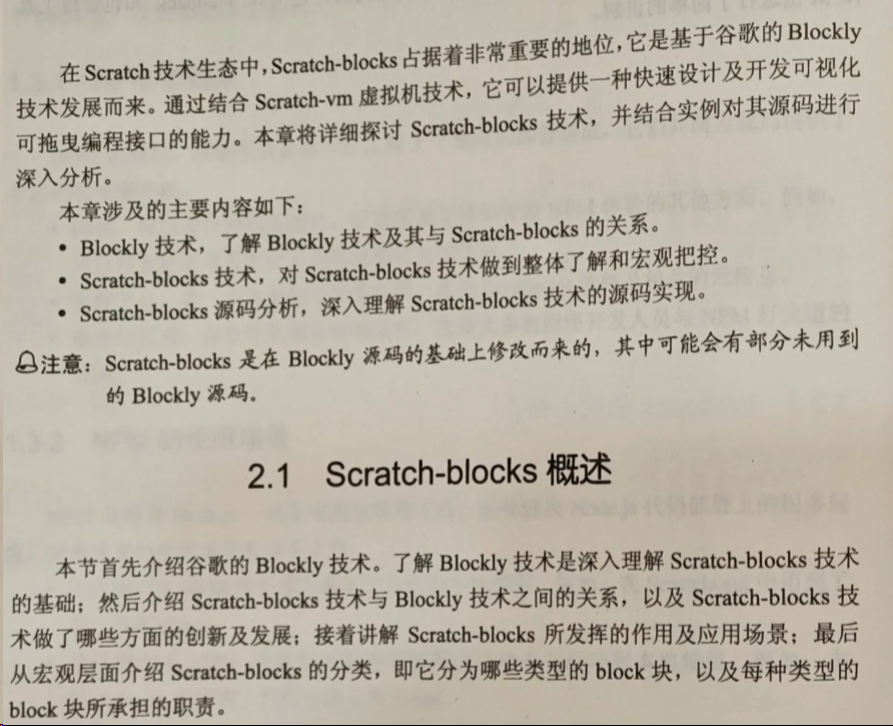 在 Scratch 技术生态中，Scratch-blocks 占据着非常重要的地位，它是基于谷歌的 Blockly
技术发展而来。通过结合 Scratch-vm 虚拟机技术，它可以提供一种快速设计及开发可视化
可拖曳编程接口的能力。本章将详细探讨 Scratch-blocks 技术，并结合实例对其源码进行
深入分析。
本章涉及的主要内容如下：
• Blockly 技术，了解 Blockly 技术及其与 Scratch-blocks 的关系。
• Scratch-blocks 技术，对 Scratch-blocks 技术做到整体了解和宏观把控。
• Scratch-blocks 源码分析，深入理解 Scratch-blocks 技术的源码实现。
注意：Scratch-blocks 是在 Blockly 源码的基础上修改而来的，其中可能会有部分未用到
的 Blockly 源码。
2.1 Scratch-blocks 概述
本节首先介绍谷歌的 Blockly 技术。了解 Blockly 技术是深入理解 Scratch-blocks 技术
的基础；然后介绍 Scratch-blocks 技术与 Blockly 技术之间的关系，以及 Scratch-blocks 技
术做了哪些方面的创新及发展；接着讲解 Scratch-blocks 所发挥的作用及应用场景；最后
从宏观层面介绍 Scratch-blocks 的分类，即它分为哪些类型的 block 块，以及每种类型的
block 块所承担的职责。